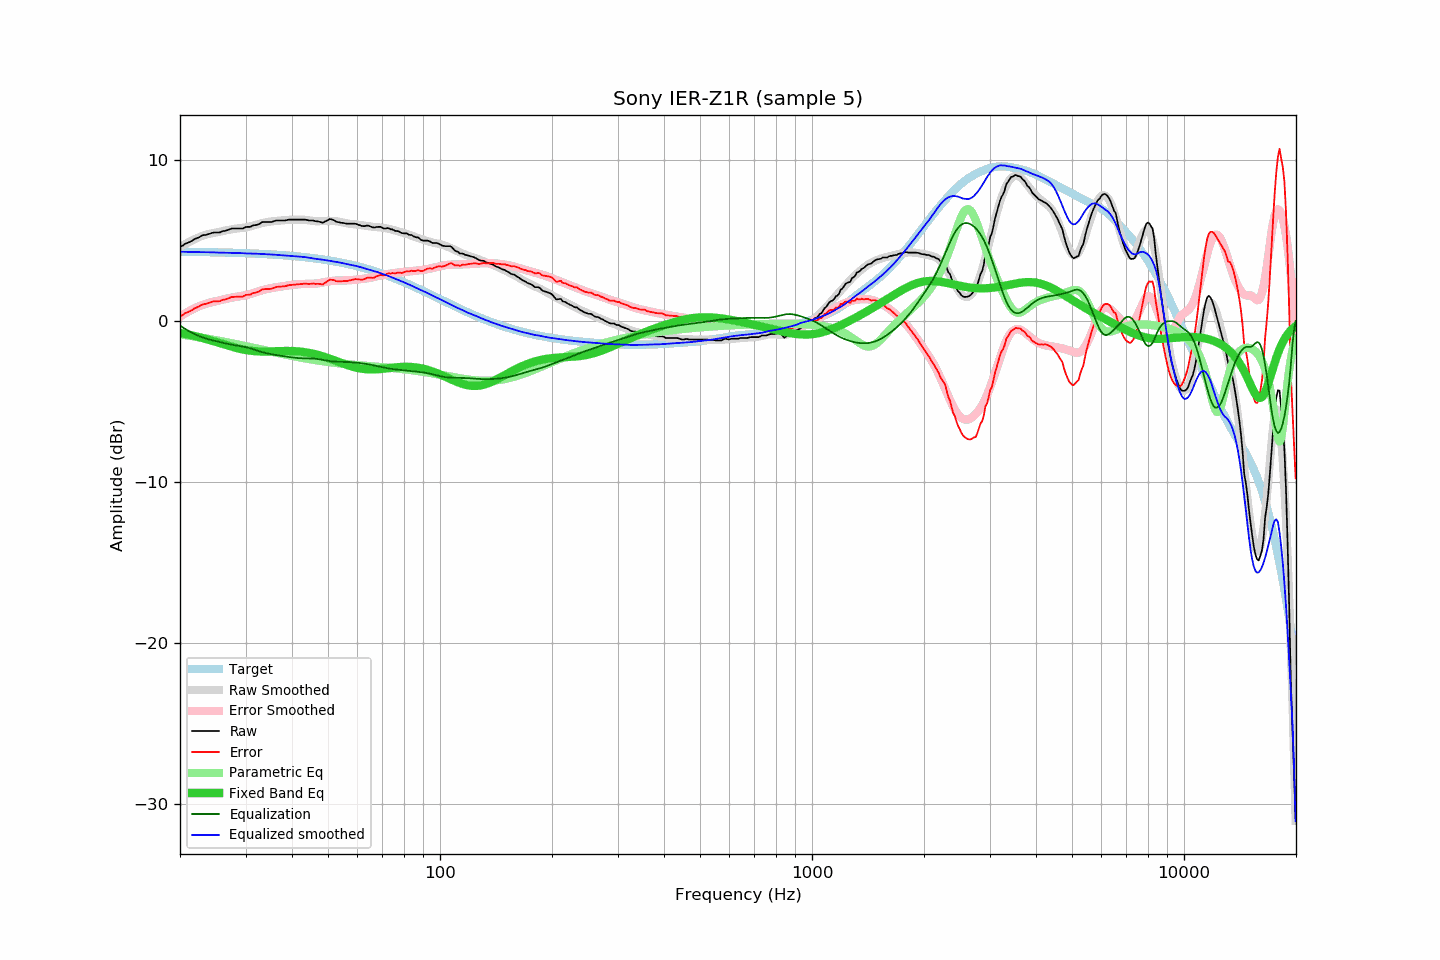 Sony IER-Z1R (sample 5)
Amplitude (dBr)
10
0
−10
−20
−30
Target
Raw Smoothed
Error Smoothed
Raw
Error
Parametric Eq
Fixed Band Eq
Equalization
Equalized smoothed
100
1000
10000
Frequency (Hz)